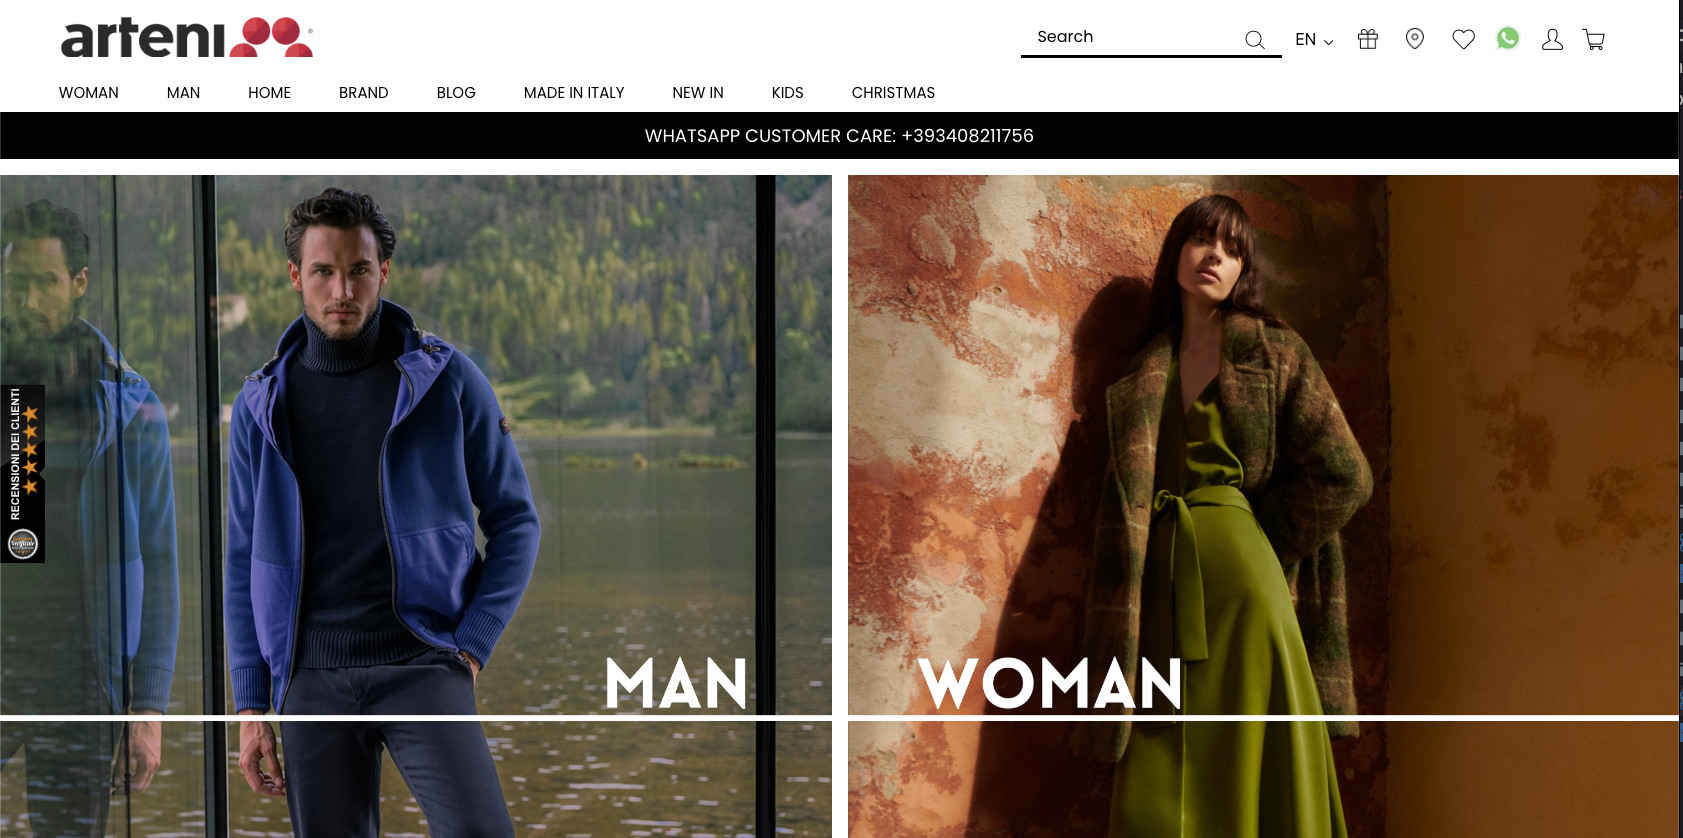 arteni
Search
EN
WOMAN MAN HOME BRAND BLOG MADE IN ITALY NEW IN KIDS CHRISTMAS
WHATSAPP CUSTOMER CARE: +393408211756
RECENSIONI DEI CLIENTI
MAN
WOMAN